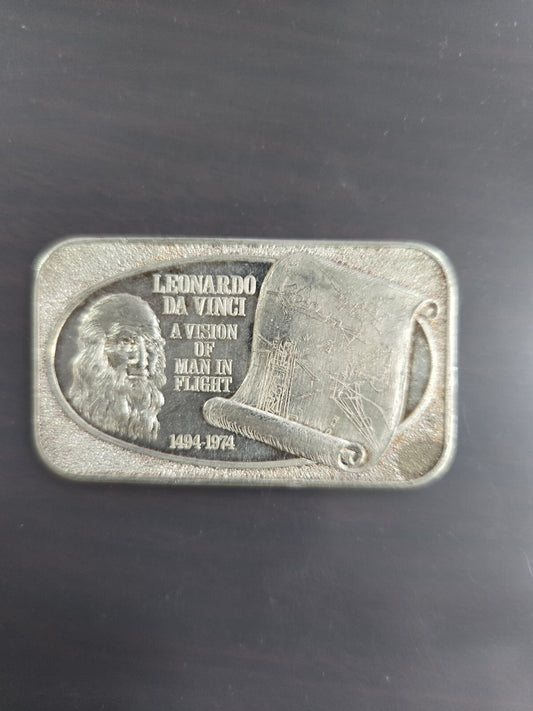 LEONARDO
DA VINCI
A VISION
OF
MAN IN
FLIGHT
1494-1974